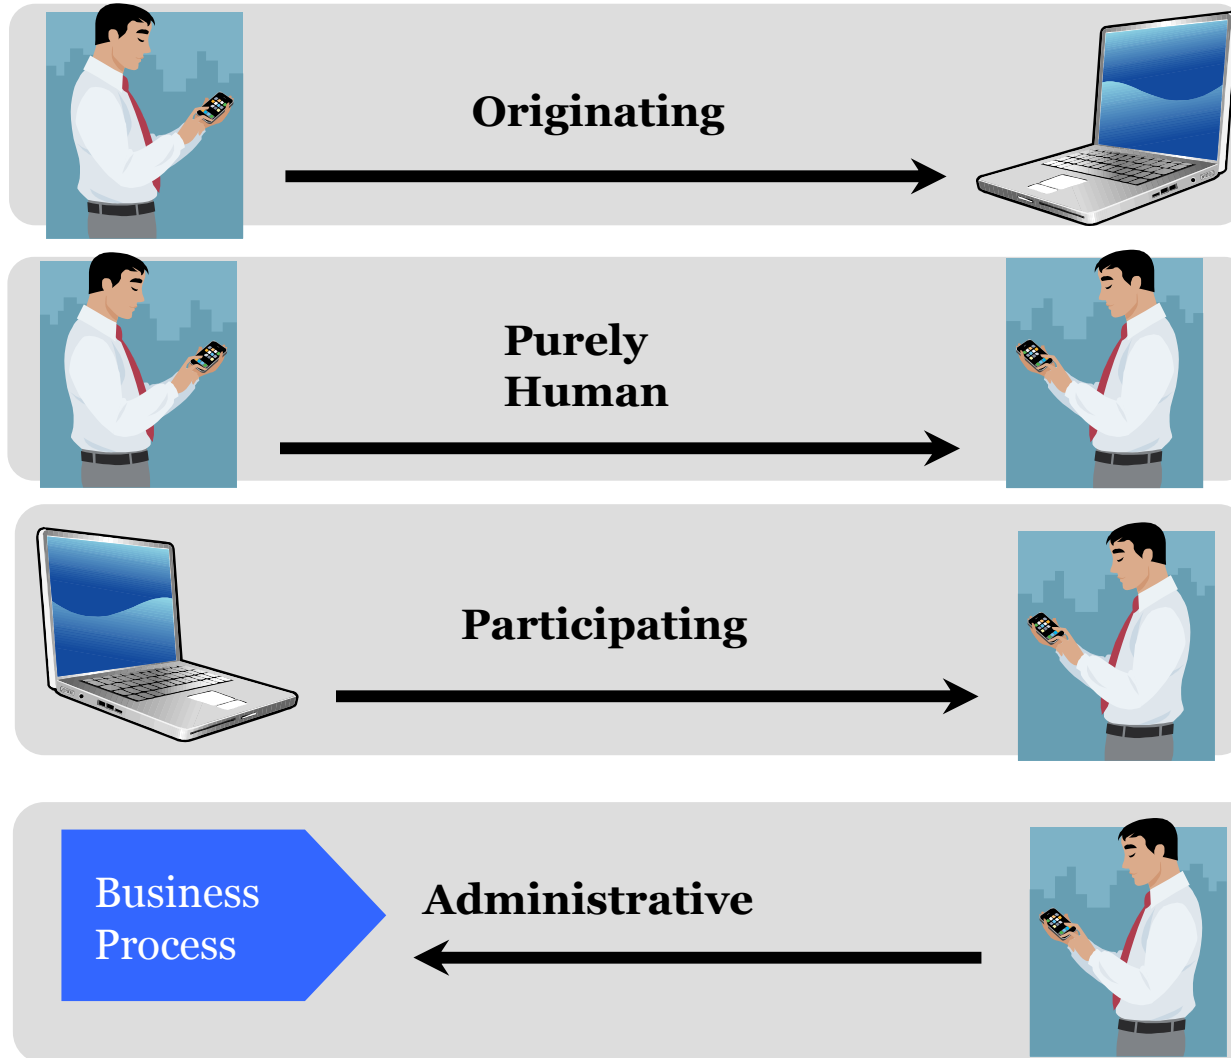 Originating
Purely
Human
Participating
Business
Process
Administrative